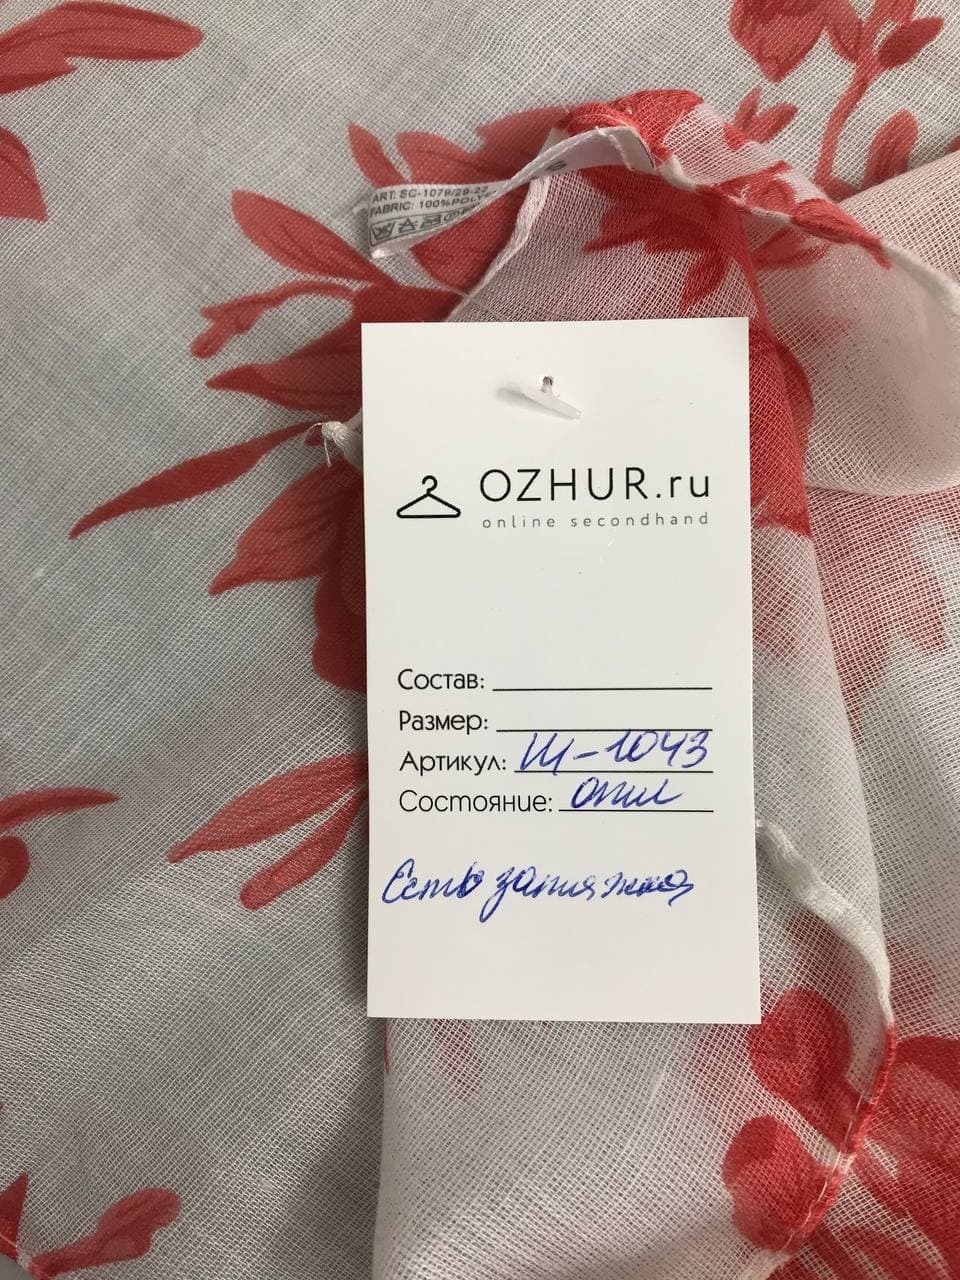 ART: SC-1079/29-22
FABRIC: 100%POLYE
OZHUR.ru
online secondhand
Состав:
Размер:
Артикул: Ш-1043
Состояние: отл
Есть затяжка